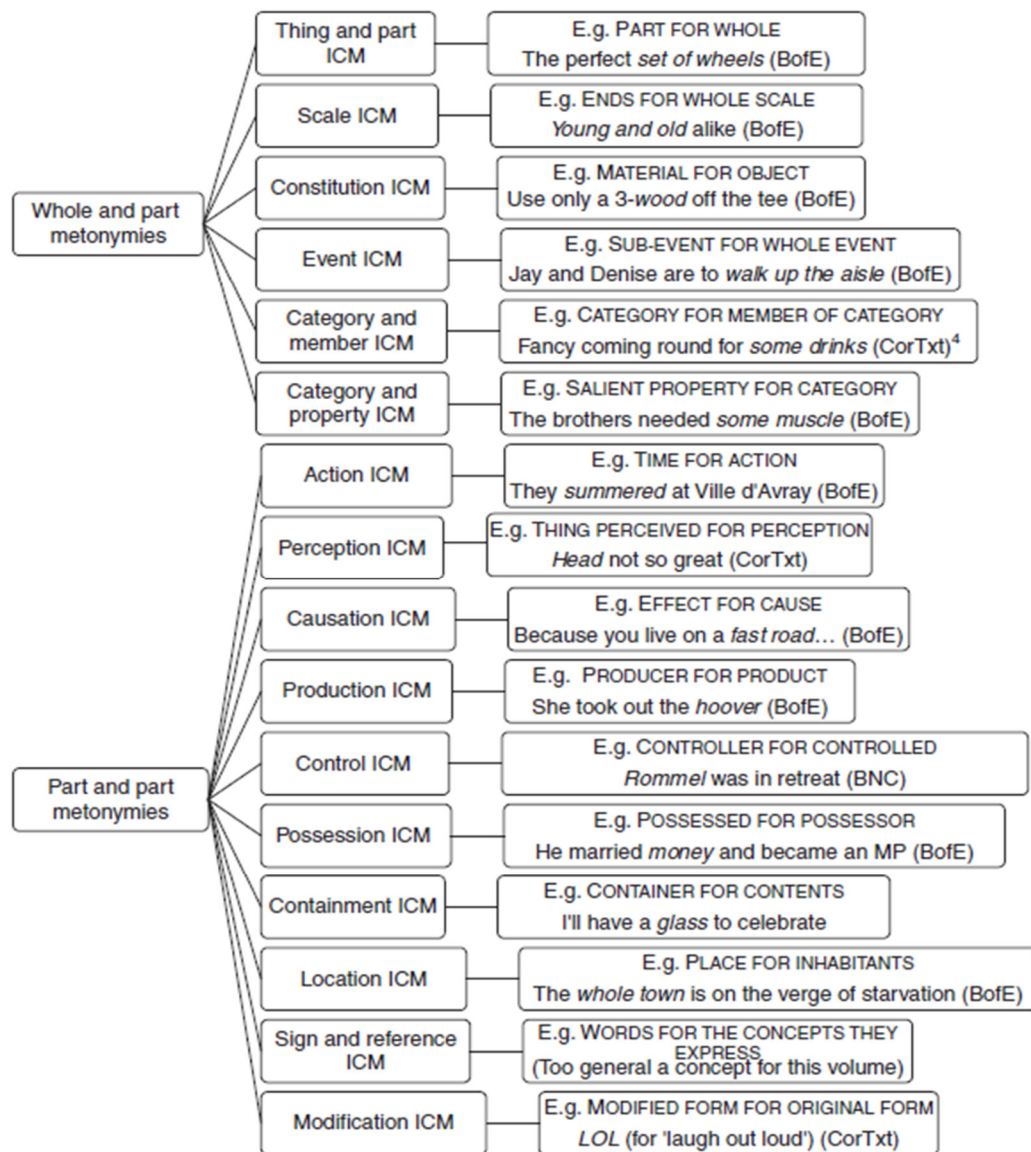 Thing and part
ICM
E.g. PART FOR WHOLE
The perfect set of wheels (BofE)
Scale ICM
E.g. ENDS FOR WHOLE SCALE
Young and old alike (BofE)
Constitution ICM
E.g. MATERIAL FOR OBJECT
Use only a 3-wood off the tee (BofE)
Whole and part
metonymies
Event ICM
E.g. SUB-EVENT FOR WHOLE EVENT
Jay and Denise are to walk up the aisle (BofE)
Category and
member ICM
E.g. CATEGORY FOR MEMBER OF CATEGORY
Fancy coming round for some drinks (CorTxt)⁴
Category and
property ICM
E.g. SALIENT PROPERTY FOR CATEGORY
The brothers needed some muscle (BofE)
Action ICM
E.g. TIME FOR ACTION
They summered at Ville d'Avray (BofE)
Perception ICM
E.g. THING PERCEIVED FOR PERCEPTION
Head not so great (CorTxt)
Causation ICM
E.g. EFFECT FOR CAUSE
Because you live on a fast road… (BofE)
Production ICM
E.g. PRODUCER FOR PRODUCT
She took out the hoover (BofE)
Control ICM
E.g. CONTROLLER FOR CONTROLLED
Rommel was in retreat (BNC)
Part and part
metonymies
Possession ICM
E.g. POSSESSED FOR POSSESSOR
He married money and became an MP (BofE)
Containment ICM
E.g. CONTAINER FOR CONTENTS
I'll have a glass to celebrate
Location ICM
E.g. PLACE FOR INHABITANTS
The whole town is on the verge of starvation (BofE)
Sign and reference
ICM
E.g. WORDS FOR THE CONCEPTS THEY
EXPRESS
(Too general a concept for this volume)
Modification ICM
E.g. MODIFIED FORM FOR ORIGINAL FORM
LOL (for 'laugh out loud') (CorTxt)